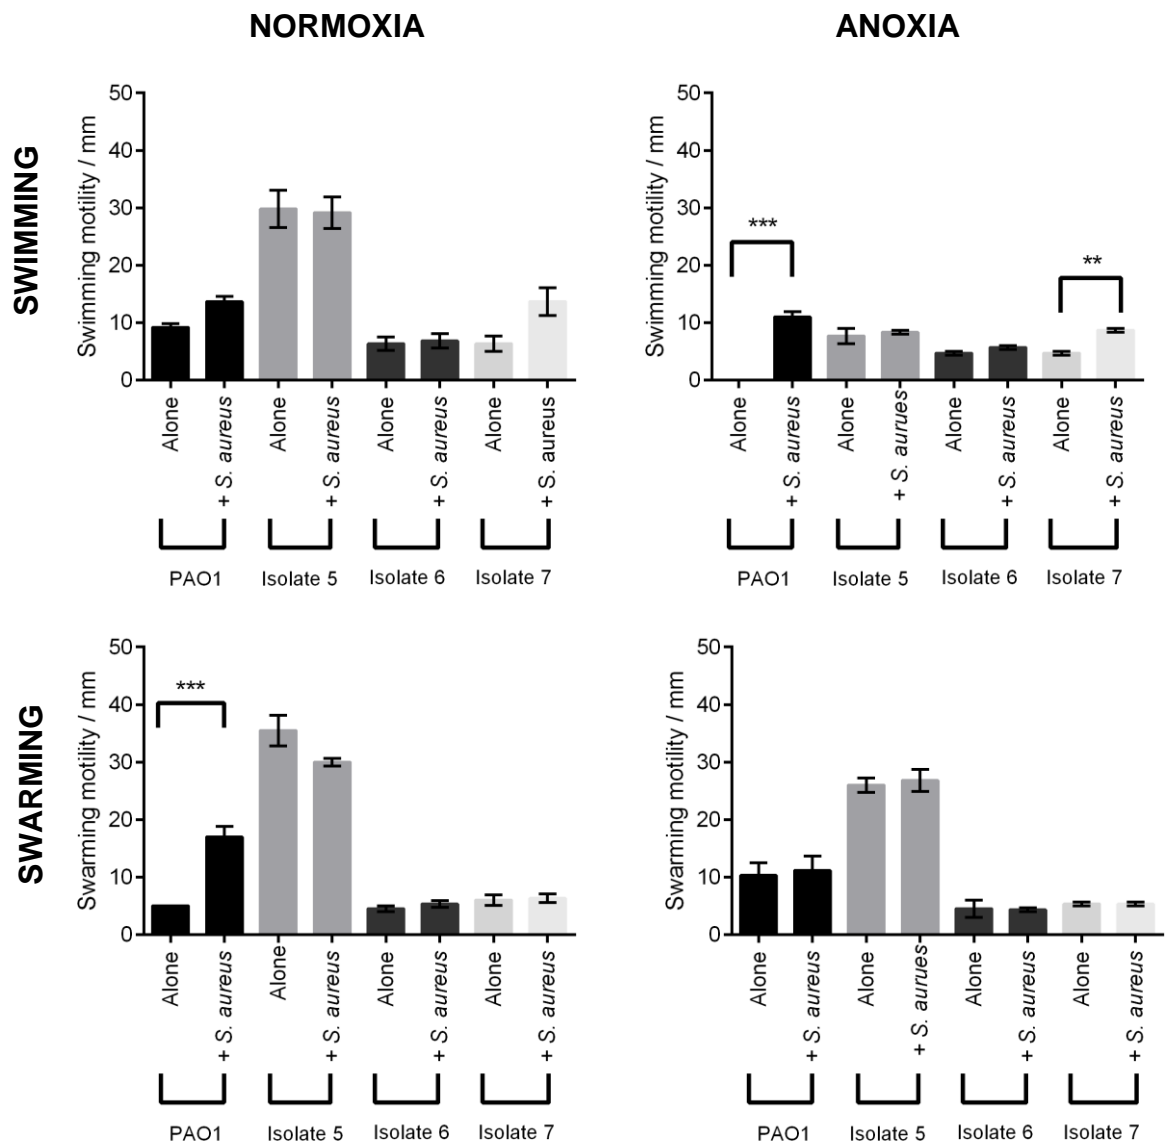 NORMOXIA
ANOXIA
SWIMMING
Swimming motility / mm
50
40
30
20
10
0
Alone
+ S. aureus
Alone
+ S. aureus
Alone
+ S. aureus
Alone
+ S. aureus
PAO1
Isolate 5
Isolate 6
Isolate 7
Swimming motility / mm
50
40
30
20
10
0
***
**
Alone
+ S. aureus
Alone
+ S. aurues
Alone
+ S. aureus
Alone
+ S. aureus
PAO1
Isolate 5
Isolate 6
Isolate 7
SWARMING
Swarming motility / mm
50
40
30
20
10
0
***
Alone
+ S. aureus
Alone
+ S. aureus
Alone
+ S. aureus
Alone
+ S. aureus
PAO1
Isolate 5
Isolate 6
Isolate 7
Swarming motility / mm
50
40
30
20
10
0
Alone
+ S. aureus
Alone
+ S. aurues
Alone
+ S. aureus
Alone
+ S. aureus
PAO1
Isolate 5
Isolate 6
Isolate 7